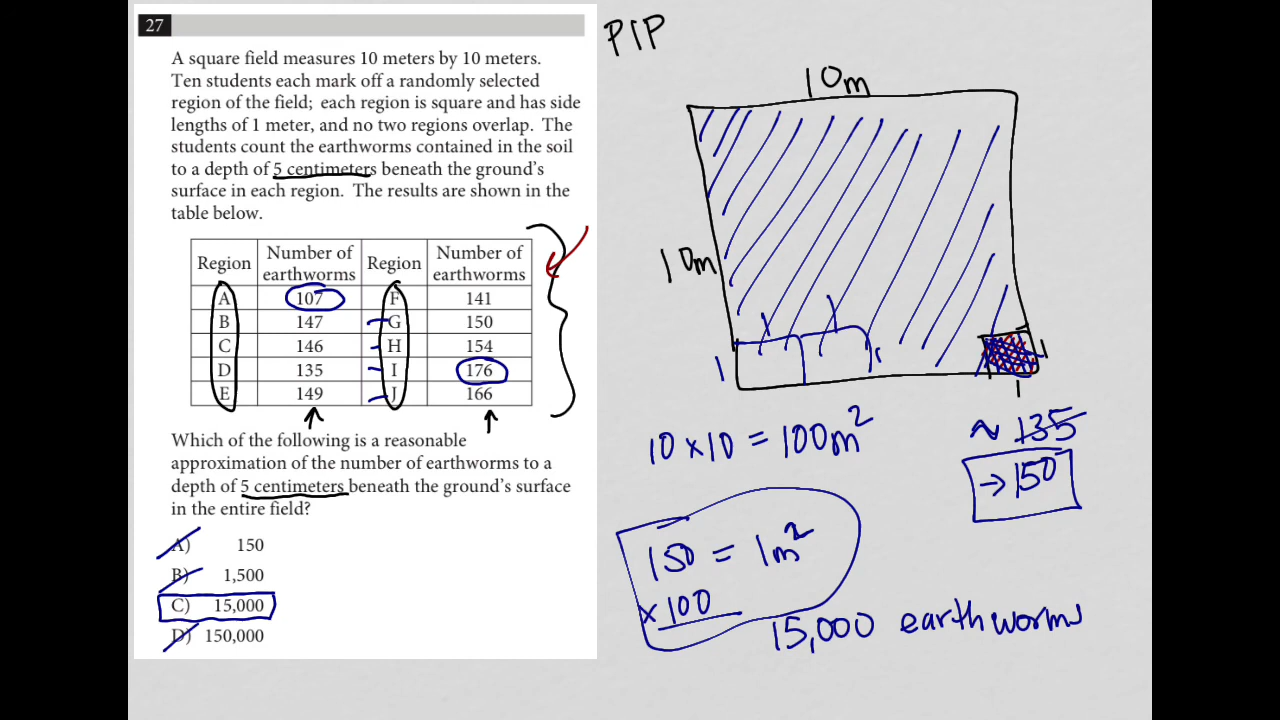 27
A square field measures 10 meters by 10 meters.
Ten students each mark off a randomly selected
region of the field; each region is square and has side
lengths of 1 meter, and no two regions overlap. The
students count the earthworms contained in the soil
to a depth of 5 centimeters beneath the ground's
surface in each region. The results are shown in the
table below.
Region Number of earthworms Region Number of earthworms
A 107 F 141
B 147 G 150
C 146 H 154
D 135 I 176
E 149 J 166
Which of the following is a reasonable
approximation of the number of earthworms to a
depth of 5 centimeters beneath the ground's surface
in the entire field?
A) 150
B) 1,500
C) 15,000
D) 150,000
PIP
10m
10m
1 1 1 1 1 1
10 × 10 = 100m²
≈ 135
→ 150
150 = 1m²
× 100
15,000 earthworms